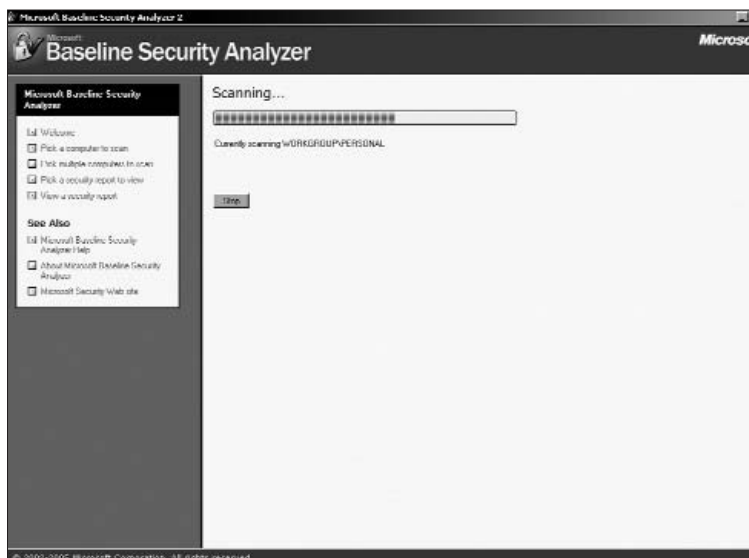 Microsoft Baseline Security Analyzer 2
Microsoft
Baseline Security Analyzer
Microso
Microsoft Baseline Security
Analyzer
Welcome
Pick a computer to scan
Pick multiple computers to scan
Pick a security report to view
View a security report
See Also
Microsoft Baseline Security
Analyzer Help
About Microsoft Baseline Security
Analyzer
Microsoft Security Web site
Scanning...
Currently scanning WORKGROUP\PERSONAL
Stop
© 2002-2005 Microsoft Corporation. All rights reserved.